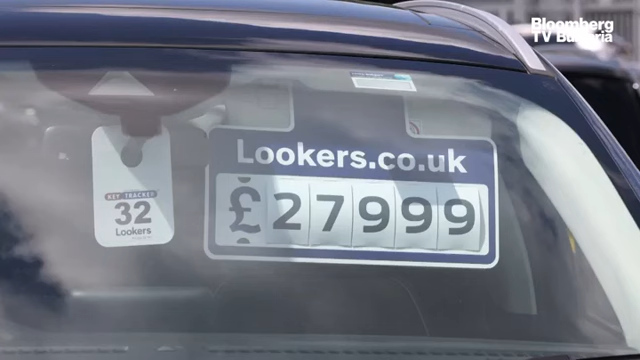 Bloomberg
TV Bulgaria
Lookers.co.uk
£27999
KEY TRACKER
32
Lookers